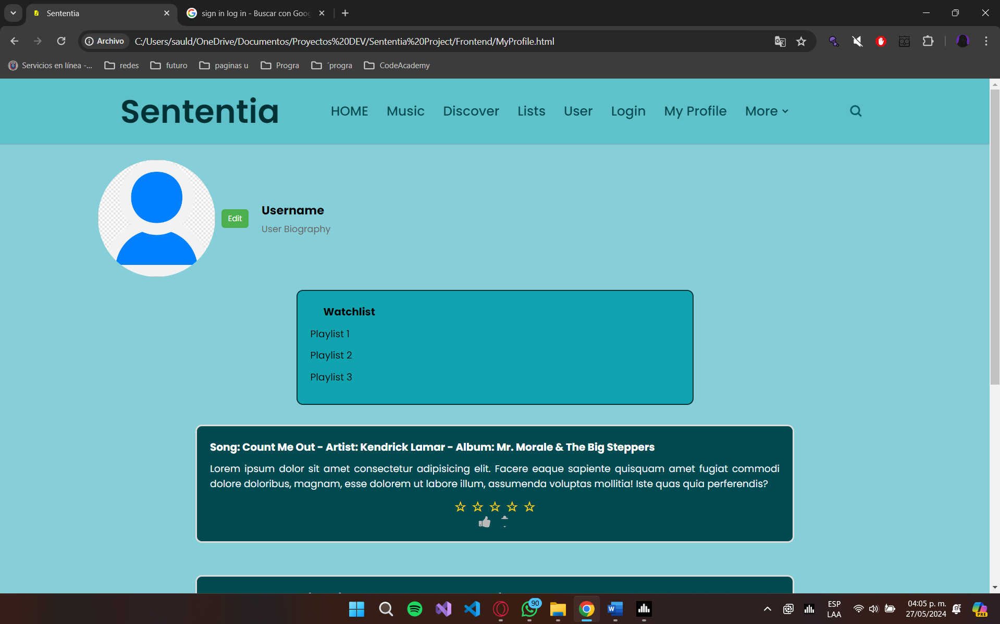 Sententia
sign in log in - Buscar con Goo
Archivo
C:/Users/sauld/OneDrive/Documentos/Proyectos%20DEV/Sententia%20Project/Frontend/MyProfile.html
Servicios en línea -...
redes
futuro
paginas u
Progra
´progra
CodeAcademy
Sententia
HOME
Music
Discover
Lists
User
Login
My Profile
More
Edit
Username
User Biography
Watchlist
Playlist 1
Playlist 2
Playlist 3
Song: Count Me Out - Artist: Kendrick Lamar - Album: Mr. Morale & The Big Steppers
Lorem ipsum dolor sit amet consectetur adipisicing elit. Facere eaque sapiente quisquam amet fugiat commodi
dolore doloribus, magnam, esse dolorem ut labore illum, assumenda voluptas mollitia! Iste quas quia perferendis?
90
ESP
LAA
04:05 p. m.
27/05/2024
PRE